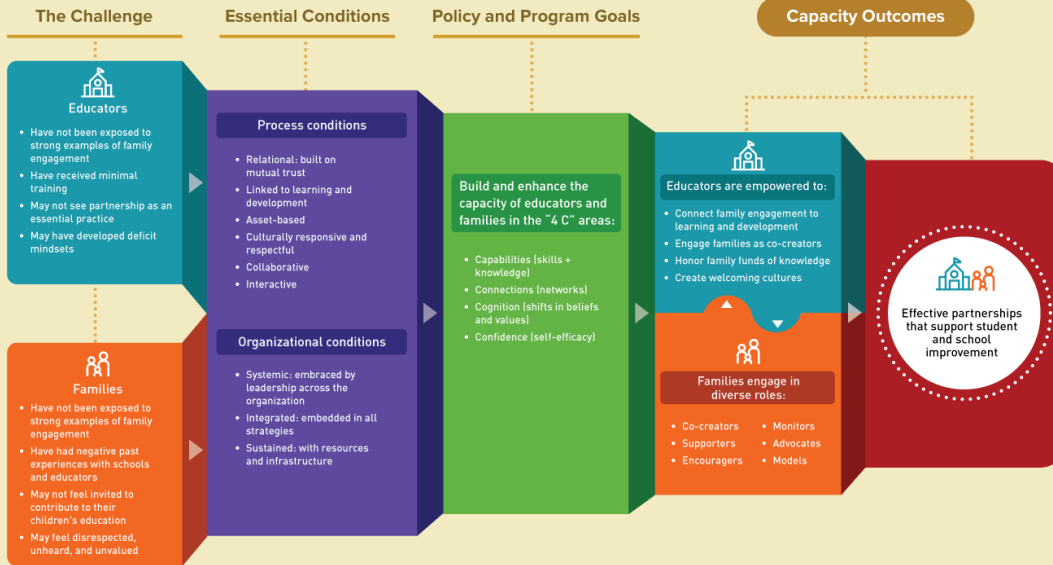 The Challenge
Essential Conditions
Policy and Program Goals
Capacity Outcomes
Educators
• Have not been exposed to
strong examples of family
engagement
• Have received minimal
training
• May not see partnership as an
essential practice
• May have developed deficit
mindsets
Families
• Have not been exposed to
strong examples of family
engagement
• Have had negative past
experiences with schools
and educators
• May not feel invited to
contribute to their
children's education
• May feel disrespected,
unheard, and unvalued
Process conditions
• Relational: built on
mutual trust
• Linked to learning and
development
• Asset-based
• Culturally responsive and
respectful
• Collaborative
• Interactive
Organizational conditions
• Systemic: embraced by
leadership across the
organization
• Integrated: embedded in all
strategies
• Sustained: with resources
and infrastructure
Build and enhance the
capacity of educators and
families in the “4 C” areas:
• Capabilities (skills +
knowledge)
• Connections (networks)
• Cognition (shifts in beliefs
and values)
• Confidence (self-efficacy)
Educators are empowered to:
• Connect family engagement to
learning and development
• Engage families as co-creators
• Honor family funds of knowledge
• Create welcoming cultures
Families engage in
diverse roles:
• Co-creators
• Supporters
• Encouragers
• Monitors
• Advocates
• Models
Effective partnerships
that support student
and school
improvement